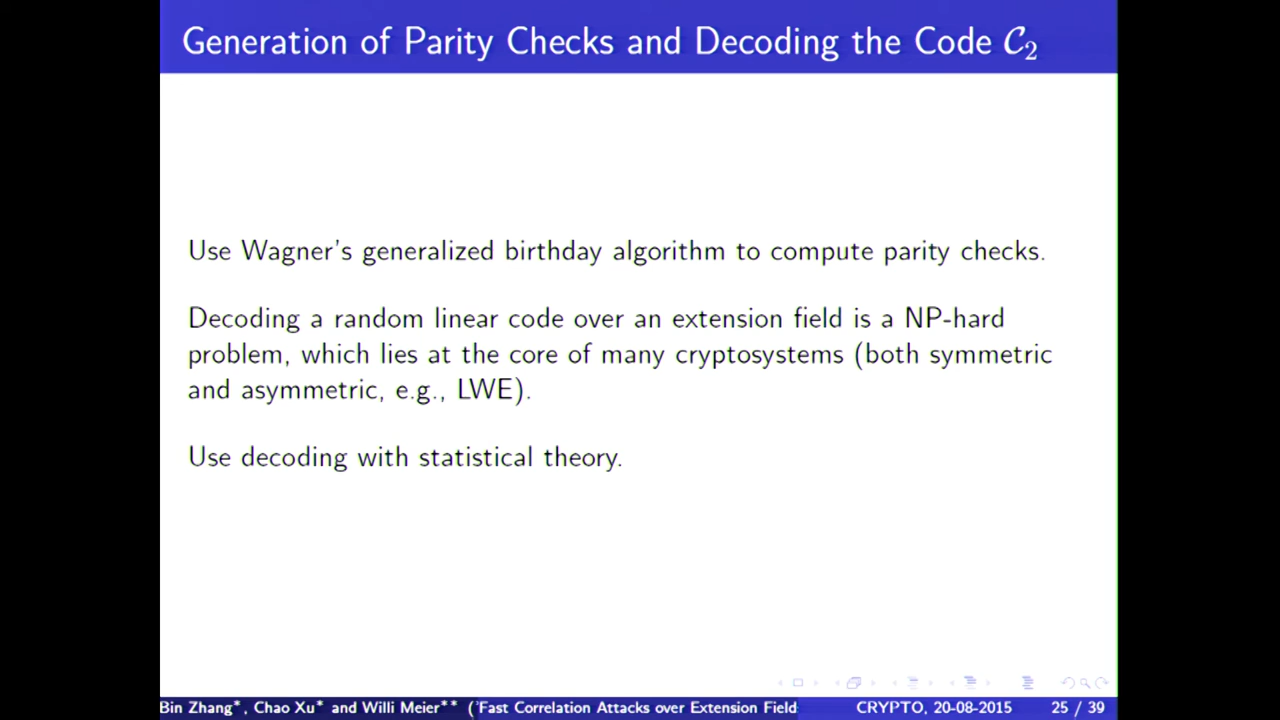 Generation of Parity Checks and Decoding the Code 𝒞₂
Use Wagner's generalized birthday algorithm to compute parity checks.
Decoding a random linear code over an extension field is a NP-hard
problem, which lies at the core of many cryptosystems (both symmetric
and asymmetric, e.g., LWE).
Use decoding with statistical theory.
Bin Zhang*, Chao Xu* and Willi Meier** ('Fast Correlation Attacks over Extension Field CRYPTO, 20-08-2015 25 / 39